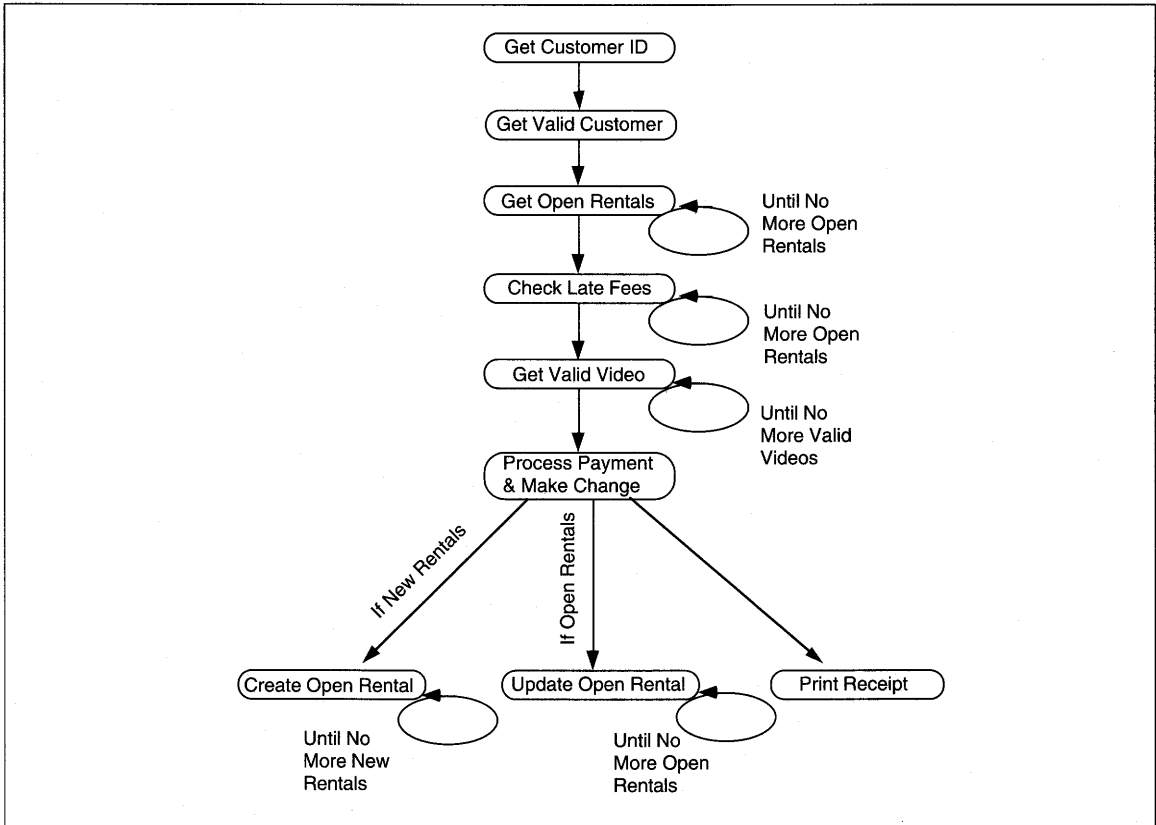 Get Customer ID
Get Valid Customer
Get Open Rentals
Until No
More Open
Rentals
Check Late Fees
Until No
More Open
Rentals
Get Valid Video
Until No
More Valid
Videos
Process Payment
& Make Change
If New Rentals
If Open Rentals
Create Open Rental
Update Open Rental
Print Receipt
Until No
More New
Rentals
Until No
More Open
Rentals